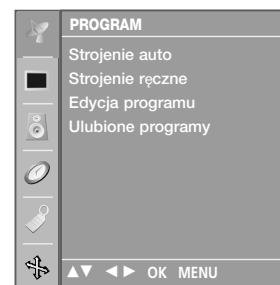 PROGRAM
Strojenie auto
Strojenie ręczne
Edycja programu
Ulubione programy
▲▼ ◄► OK MENU